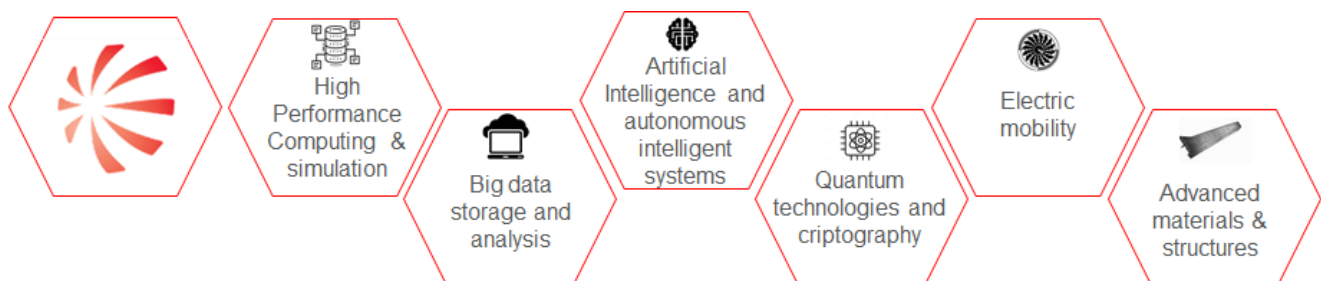 High
Performance
Computing &
simulation
Big data
storage and
analysis
Artificial
Intelligence and
autonomous
intelligent
systems
Quantum
technologies and
criptography
Electric
mobility
Advanced
materials &
structures